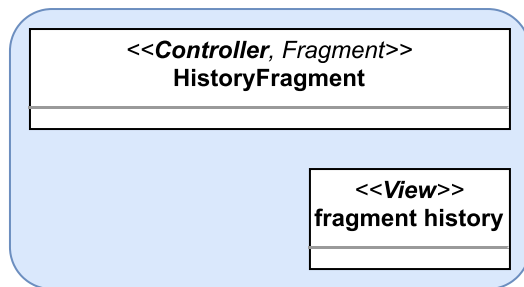 <<Controller, Fragment>>
HistoryFragment
<<View>>
fragment history